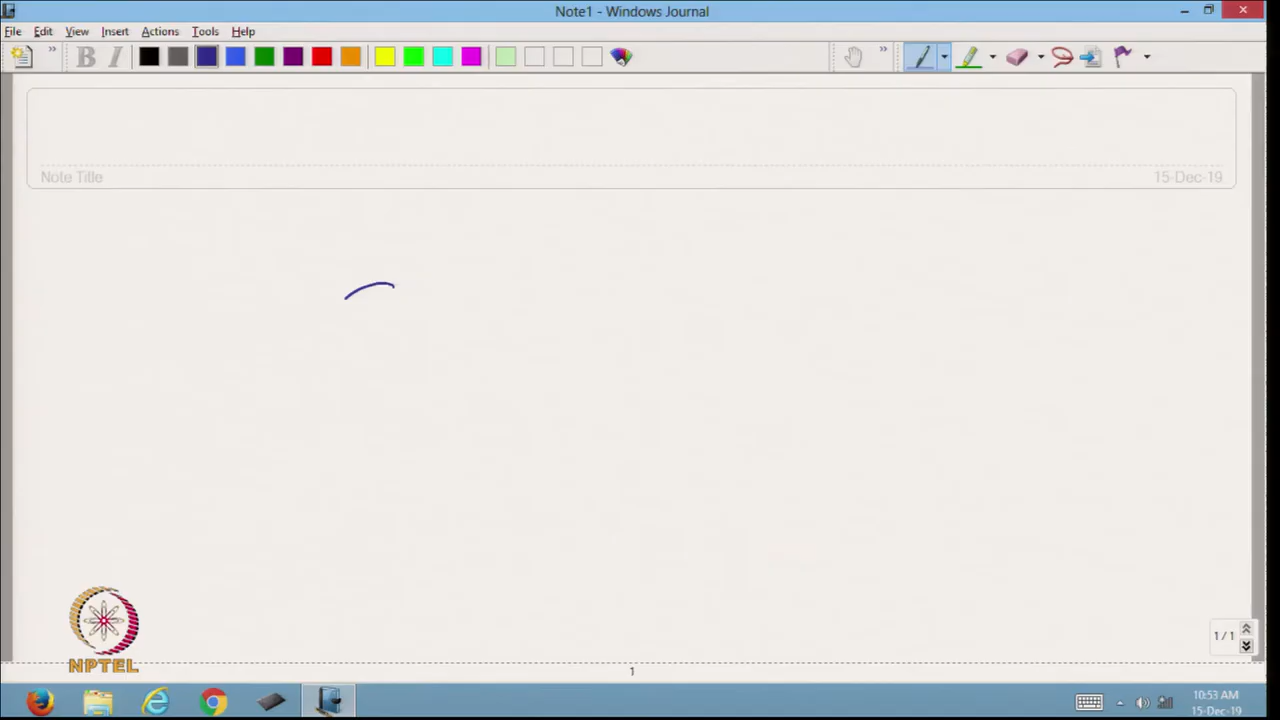 Note1 - Windows Journal
File Edit View Insert Actions Tools Help
B I
Note Title
15-Dec-19
1 / 1
NPTEL
1
10:53 AM
15-Dec-19